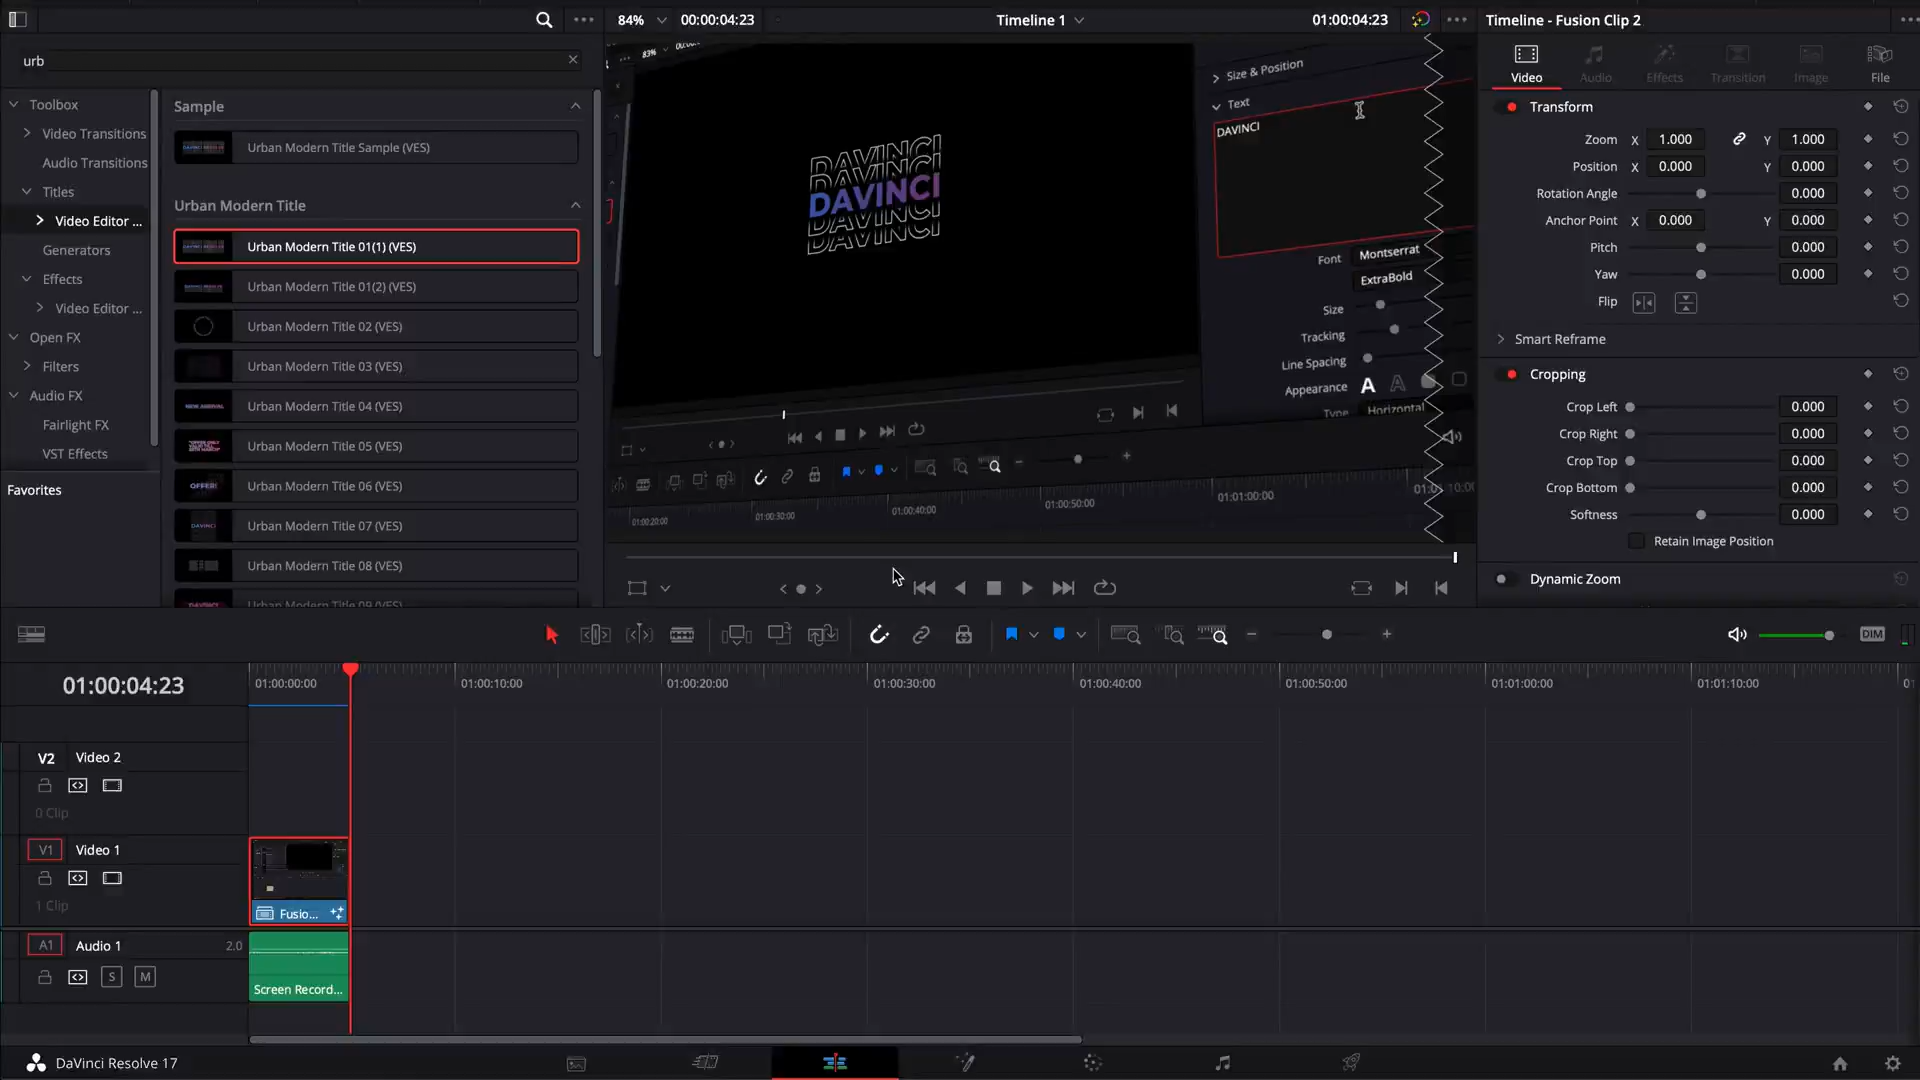 84%
00:00:04:23
Timeline 1
01:00:04:23
Timeline - Fusion Clip 2
urb
Toolbox
Video Transitions
Audio Transitions
Titles
Video Editor ...
Generators
Effects
Video Editor ...
Open FX
Filters
Audio FX
Fairlight FX
VST Effects
Favorites
Sample
Urban Modern Title Sample (VES)
Urban Modern Title
Urban Modern Title 01(1) (VES)
Urban Modern Title 01(2) (VES)
Urban Modern Title 02 (VES)
Urban Modern Title 03 (VES)
Urban Modern Title 04 (VES)
Urban Modern Title 05 (VES)
OFFER!
Urban Modern Title 06 (VES)
DAVINCI
Urban Modern Title 07 (VES)
Urban Modern Title 08 (VES)
Urban Modern Title 09 (VES)
83%
DAVINCI
DAVINCI
DAVINCI
DAVINCI
DAVINCI
Size & Position
Text
DAVINCI
Font Montserrat
ExtraBold
Size
Tracking
Line Spacing
Appearance A A
Type Horizontal
01:00:20:00
01:00:30:00
01:00:40:00
01:00:50:00
01:01:00:00
Video
Audio
Effects
Transition
Image
File
Transform
Zoom X 1.000 Y 1.000
Position X 0.000 Y 0.000
Rotation Angle 0.000
Anchor Point X 0.000 Y 0.000
Pitch 0.000
Yaw 0.000
Flip
Smart Reframe
Cropping
Crop Left 0.000
Crop Right 0.000
Crop Top 0.000
Crop Bottom 0.000
Softness 0.000
Retain Image Position
Dynamic Zoom
DIM
01:00:04:23
01:00:00:00
01:00:10:00
01:00:20:00
01:00:30:00
01:00:40:00
01:00:50:00
01:01:00:00
01:01:10:00
V2 Video 2
0 Clip
V1 Video 1
1 Clip
Fusio...
A1 Audio 1 2.0
S M
Screen Record...
DaVinci Resolve 17